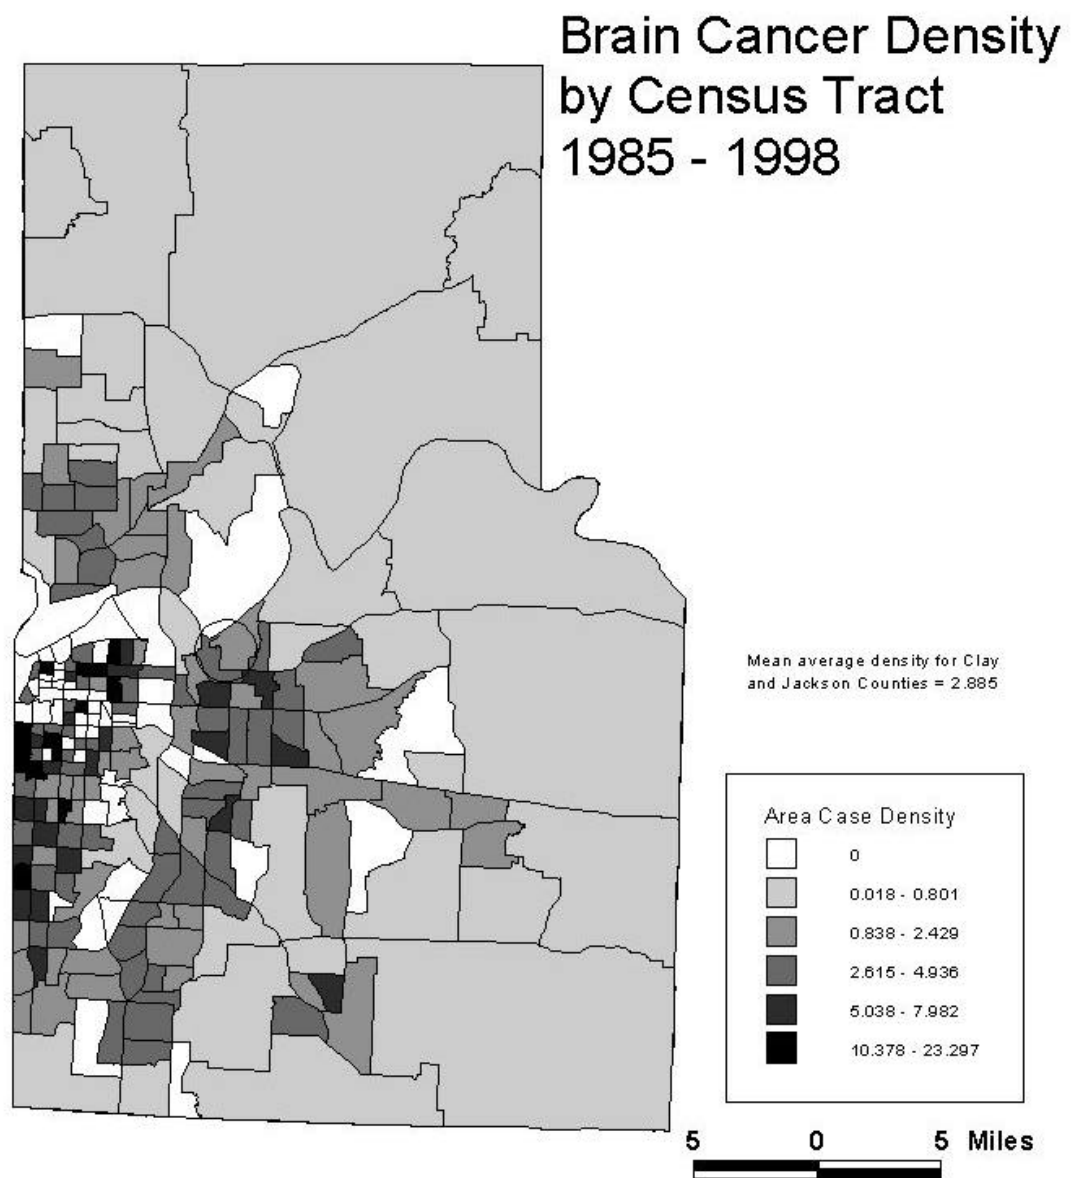 Brain Cancer Density
by Census Tract
1985 - 1998
Mean average density for Clay
and Jackson Counties = 2.885
Area Case Density
0
0.018 - 0.801
0.838 - 2.429
2.615 - 4.936
5.038 - 7.982
10.378 - 23.297
5 0 5 Miles